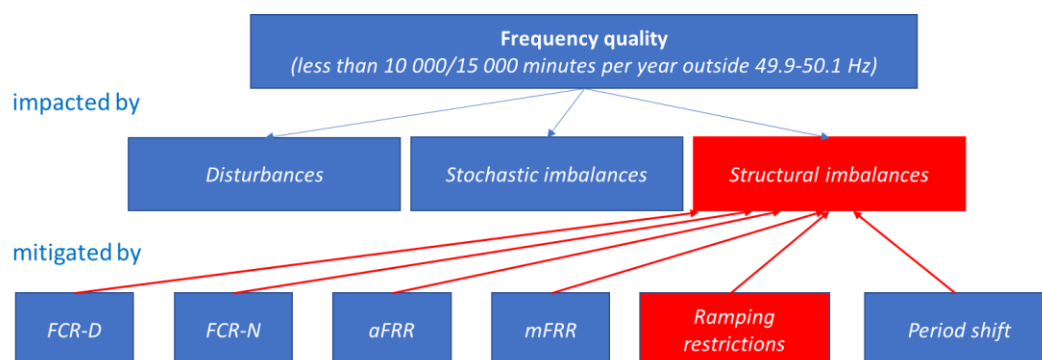 Frequency quality
(less than 10 000/15 000 minutes per year outside 49.9-50.1 Hz)
impacted by
Disturbances
Stochastic imbalances
Structural imbalances
mitigated by
FCR-D
FCR-N
aFRR
mFRR
Ramping
restrictions
Period shift